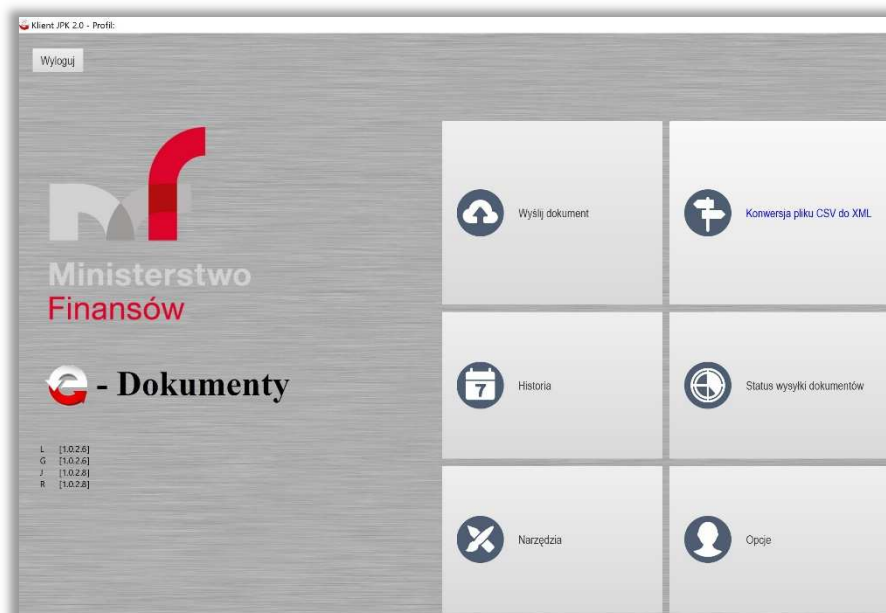 Klient JPK 2.0 - Profil:
Wyloguj
Ministerstwo
Finansów
e - Dokumenty
L [1.0.2.6]
G [1.0.2.6]
J [1.0.2.8]
R [1.0.2.8]
Wyślij dokument
Konwersja pliku CSV do XML
7
Historia
Status wysyłki dokumentów
Narzędzia
Opcje